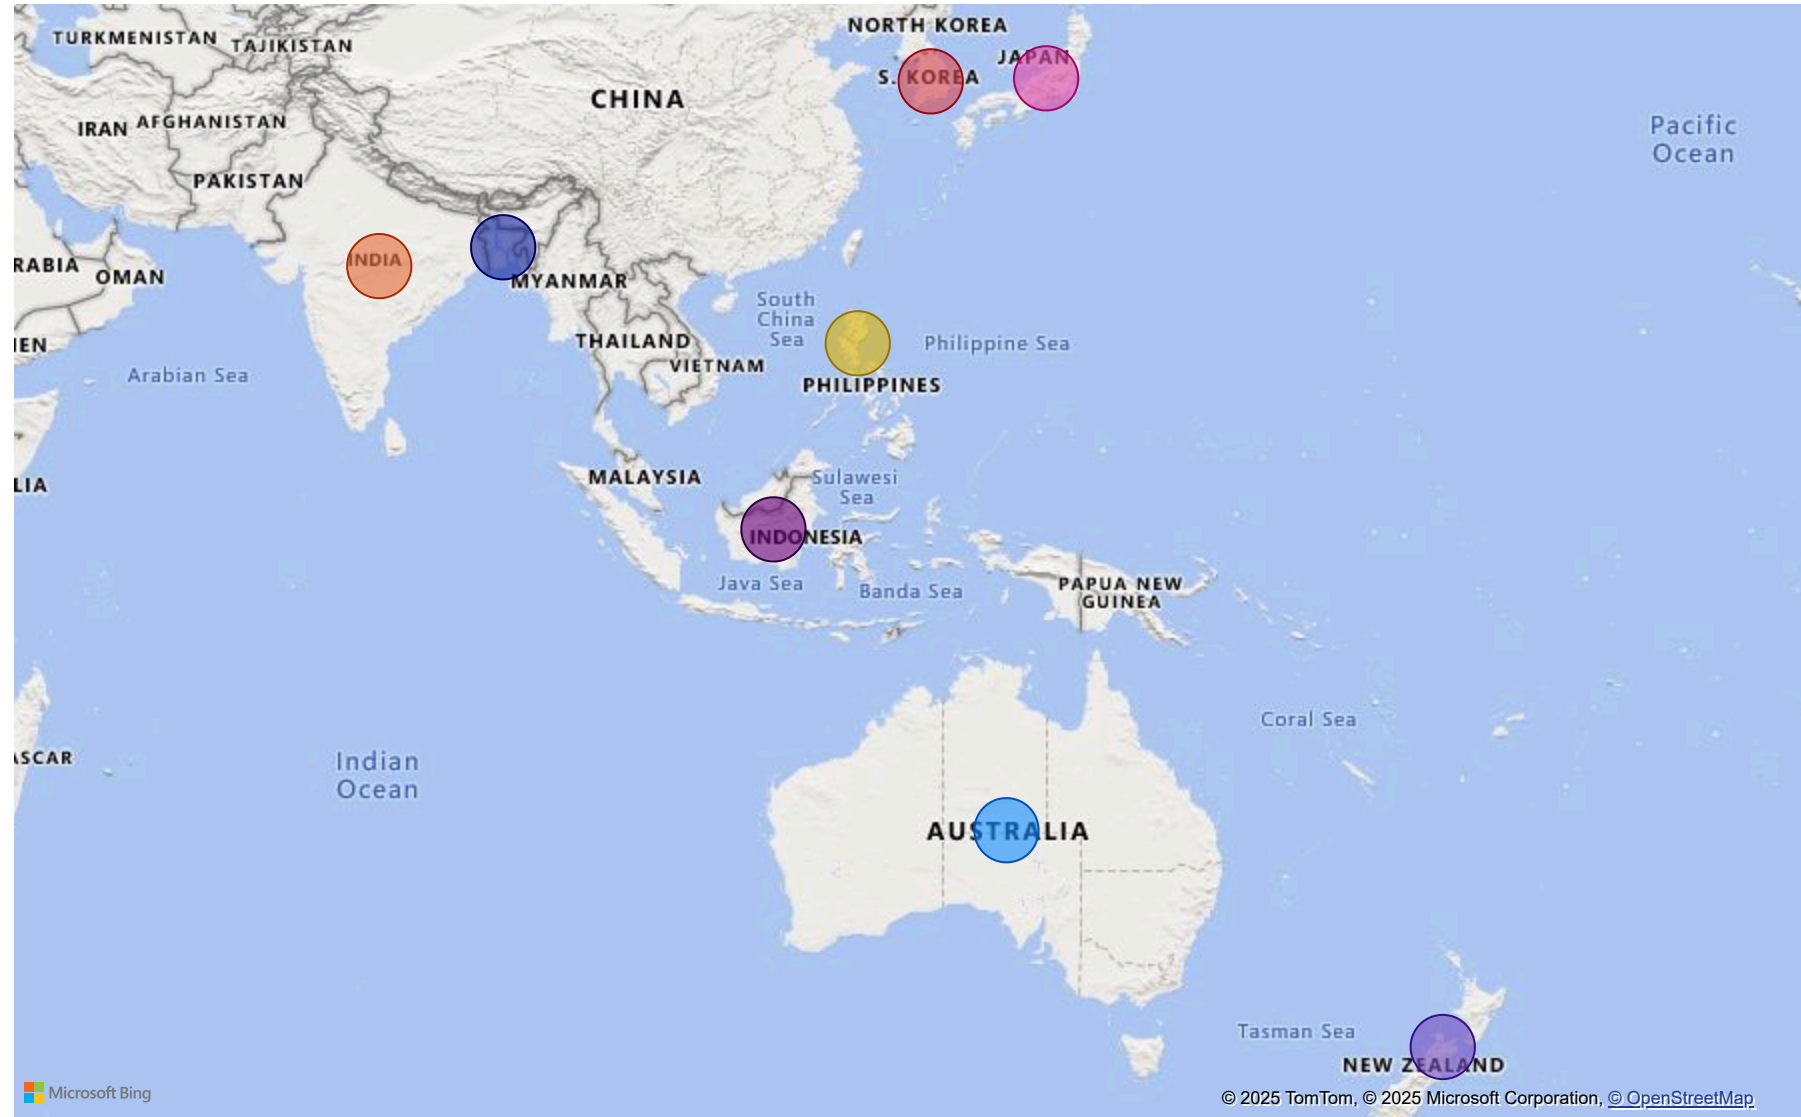 NORTH KOREA
TURKMENISTAN
TAJIKISTAN
JAPAN
S. KOREA
CHINA
IRAN
AFGHANISTAN
Pacific
Ocean
PAKISTAN
INDIA
RABIA
OMAN
MYANMAR
South
China
Sea
IEN
THAILAND
Philippine Sea
VIETNAM
Arabian Sea
PHILIPPINES
MALAYSIA
Sulawesi
Sea
LIA
INDONESIA
Java Sea
Banda Sea
PAPUA NEW
GUINEA
Coral Sea
ASCAR
Indian
Ocean
AUSTRALIA
Tasman Sea
NEW ZEALAND
Microsoft Bing
© 2025 TomTom, © 2025 Microsoft Corporation, © OpenStreetMap